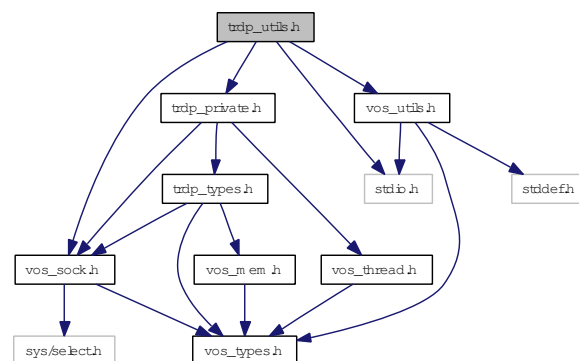 trdp_utils.h
trdp_private.h
vos_utils.h
trdp_types.h
stdio.h
stddef.h
vos_sock.h
vos_mem.h
vos_thread.h
sys/select.h
vos_types.h